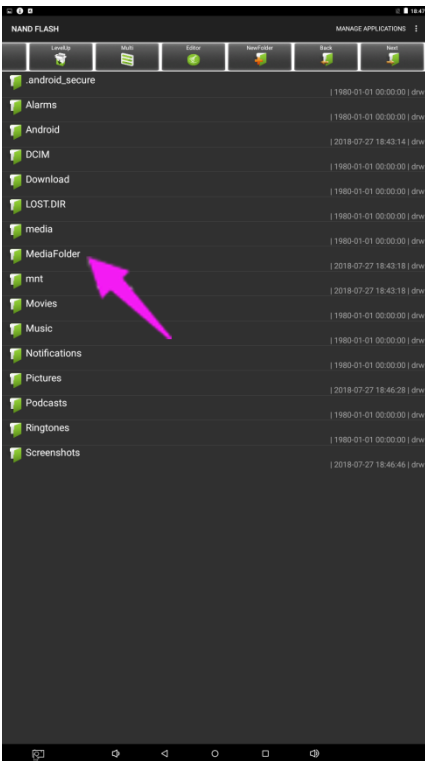 18:47
NAND FLASH MANAGE APPLICATIONS
LevelUp Multi Editor NewFolder Back Next
.android_secure
| 1980-01-01 00:00:00 | drw
Alarms
| 1980-01-01 00:00:00 | drw
Android
| 2018-07-27 18:43:14 | drw
DCIM
| 1980-01-01 00:00:00 | drw
Download
| 1980-01-01 00:00:00 | drw
LOST.DIR
| 1980-01-01 00:00:00 | drw
media
| 1980-01-01 00:00:00 | drw
MediaFolder
| 2018-07-27 18:43:18 | drw
mnt
| 2018-07-27 18:43:18 | drw
Movies
| 1980-01-01 00:00:00 | drw
Music
| 1980-01-01 00:00:00 | drw
Notifications
| 1980-01-01 00:00:00 | drw
Pictures
| 2018-07-27 18:46:28 | drw
Podcasts
| 1980-01-01 00:00:00 | drw
Ringtones
| 1980-01-01 00:00:00 | drw
Screenshots
| 2018-07-27 18:46:46 | drw